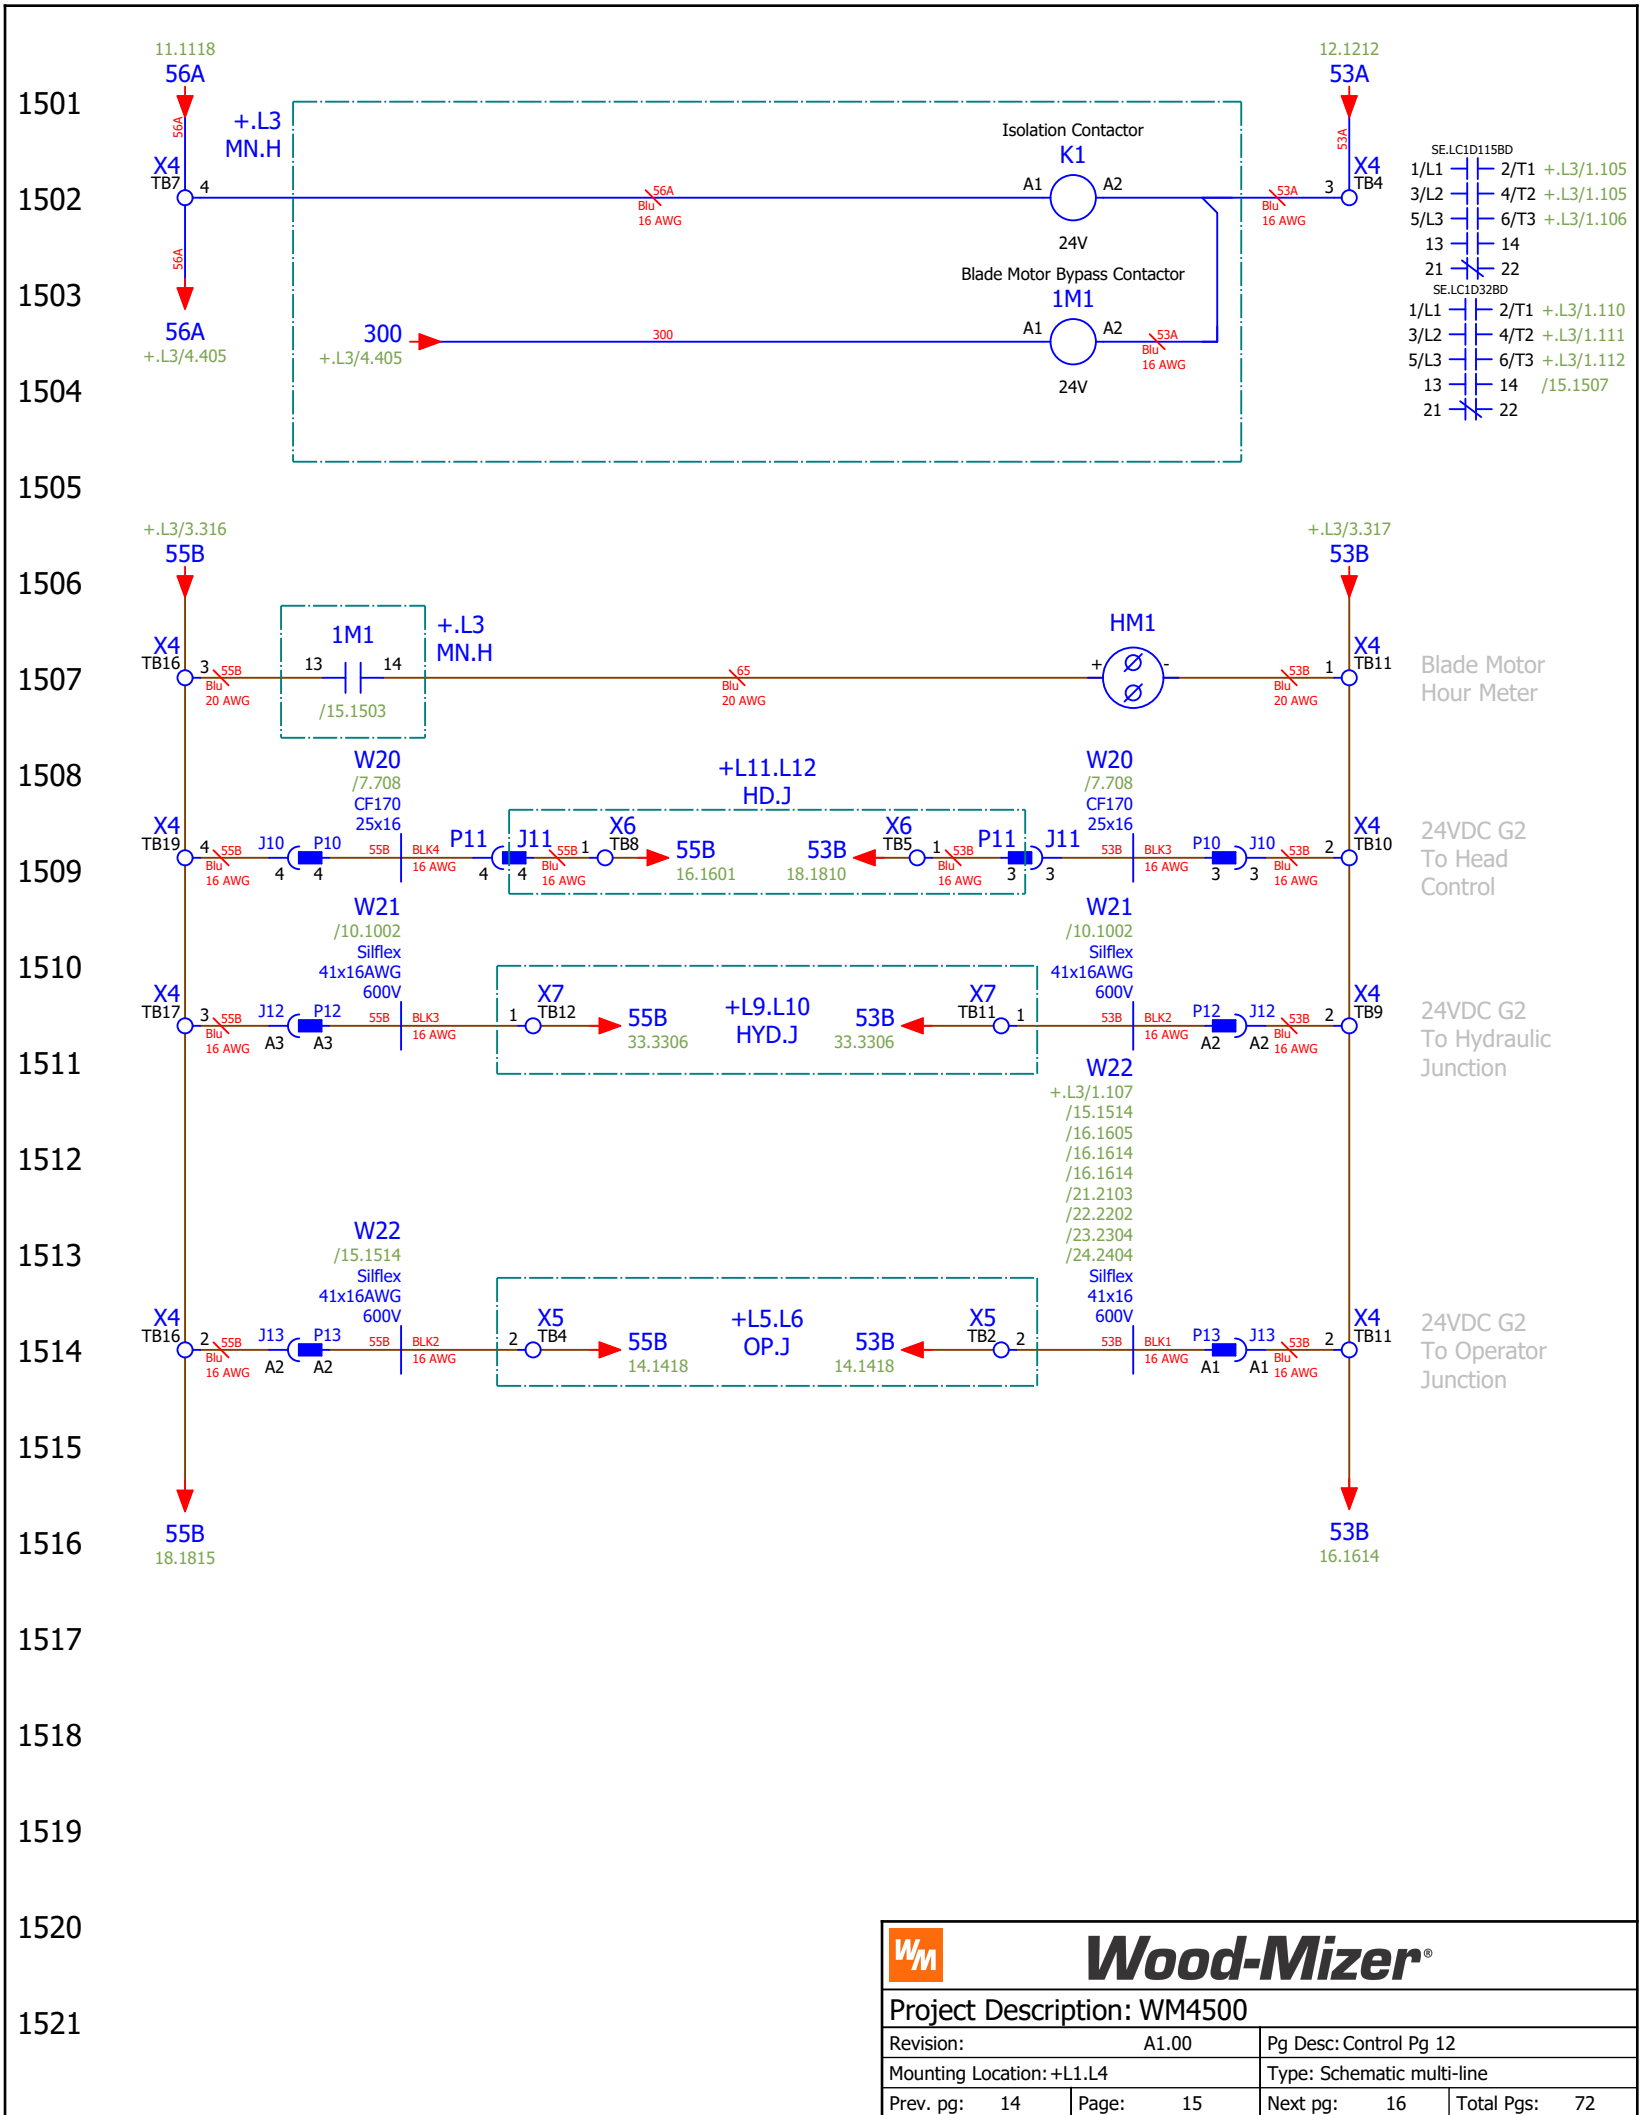 11.1118
56A
12.1212
53A
1501
56A
+.L3
MN.H
Isolation Contactor
K1
53A
SE.LC1D115BD
X4
TB7
4
A1
A2
56A
Blu
16 AWG
24V
53A
Blu
16 AWG
3
X4
TB4
1/L1
2/T1
+.L3/1.105
3/L2
4/T2
+.L3/1.105
5/L3
6/T3
+.L3/1.106
13
14
21
22
1502
56A
1503
56A
+.L3/4.405
300
+.L3/4.405
300
Blade Motor Bypass Contactor
1M1
A1
A2
53A
Blu
16 AWG
24V
SE.LC1D32BD
1/L1
2/T1
+.L3/1.110
3/L2
4/T2
+.L3/1.111
5/L3
6/T3
+.L3/1.112
13
14
/15.1507
21
22
1504
1505
+.L3/3.316
55B
+.L3/3.317
53B
1506
X4
TB16
3
55B
Blu
20 AWG
1M1
13
14
/15.1503
+.L3
MN.H
65
Blu
20 AWG
HM1
+
-
53B
Blu
20 AWG
1
X4
TB11
Blade Motor
Hour Meter
1507
1508
W20
/7.708
CF170
25x16
+L11.L12
HD.J
W20
/7.708
CF170
25x16
X4
TB19
4
55B
Blu
16 AWG
J10
P10
4
4
55B
BLK4
16 AWG
P11
J11
4
4
55B
Blu
16 AWG
1
X6
TB8
55B
16.1601
53B
18.1810
X6
TB5
1
53B
Blu
16 AWG
P11
J11
3
3
53B
BLK3
16 AWG
P10
J10
3
3
53B
Blu
16 AWG
2
X4
TB10
24VDC G2
To Head
Control
1509
W21
/10.1002
Silflex
41x16AWG
600V
W21
/10.1002
Silflex
41x16AWG
600V
1510
X4
TB17
3
55B
Blu
16 AWG
J12
P12
A3
A3
55B
BLK3
16 AWG
1
X7
TB12
55B
33.3306
+L9.L10
HYD.J
53B
33.3306
X7
TB11
1
53B
BLK2
16 AWG
P12
J12
A2
A2
53B
Blu
16 AWG
2
X4
TB9
24VDC G2
To Hydraulic
Junction
1511
W22
+.L3/1.107
/15.1514
/16.1605
/16.1614
/16.1614
/21.2103
/22.2202
/23.2304
/24.2404
Silflex
41x16
600V
1512
1513
W22
/15.1514
Silflex
41x16AWG
600V
X4
TB16
2
55B
Blu
16 AWG
J13
P13
A2
A2
55B
BLK2
16 AWG
2
X5
TB4
55B
14.1418
+L5.L6
OP.J
53B
14.1418
X5
TB2
2
53B
BLK1
16 AWG
P13
J13
A1
A1
53B
Blu
16 AWG
2
X4
TB11
24VDC G2
To Operator
Junction
1514
1515
55B
18.1815
53B
16.1614
1516
1517
1518
1519
1520
1521
WM
Wood-Mizer®
Project Description: WM4500
Revision: A1.00
Pg Desc: Control Pg 12
Mounting Location: +L1.L4
Type: Schematic multi-line
Prev. pg: 14
Page: 15
Next pg: 16
Total Pgs: 72